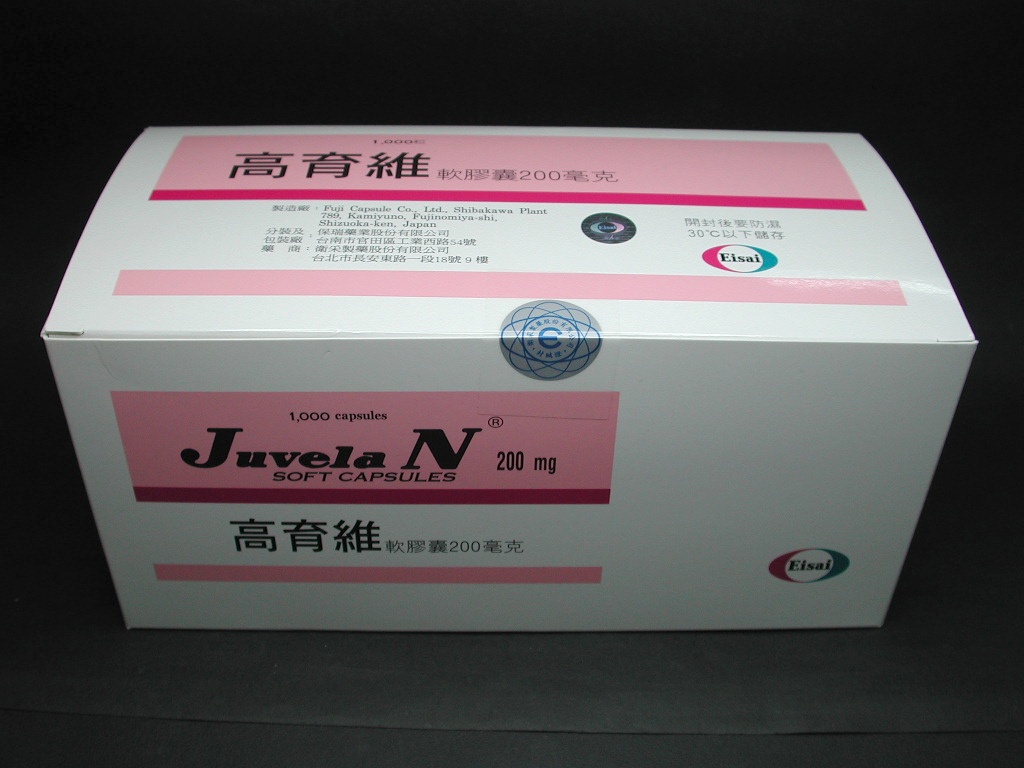 1,000
高育維 軟膠囊200毫克
製造廠：Fuji Capsule Co., Ltd., Shibakawa Plant
789, Kamiyuno, Fujinomiya-shi,
Shizuoka-ken, Japan
分裝及：保瑞藥業股份有限公司
包裝廠 台南市官田區工業西路54號
藥 商：衛采製藥股份有限公司
台北市長安東路一段18號9樓
Eisai
開封後要防濕
30℃以下儲存
Eisai
E
1,000 capsules
Juvela N® 200 mg
SOFT CAPSULES
高育維 軟膠囊200毫克
Eisai